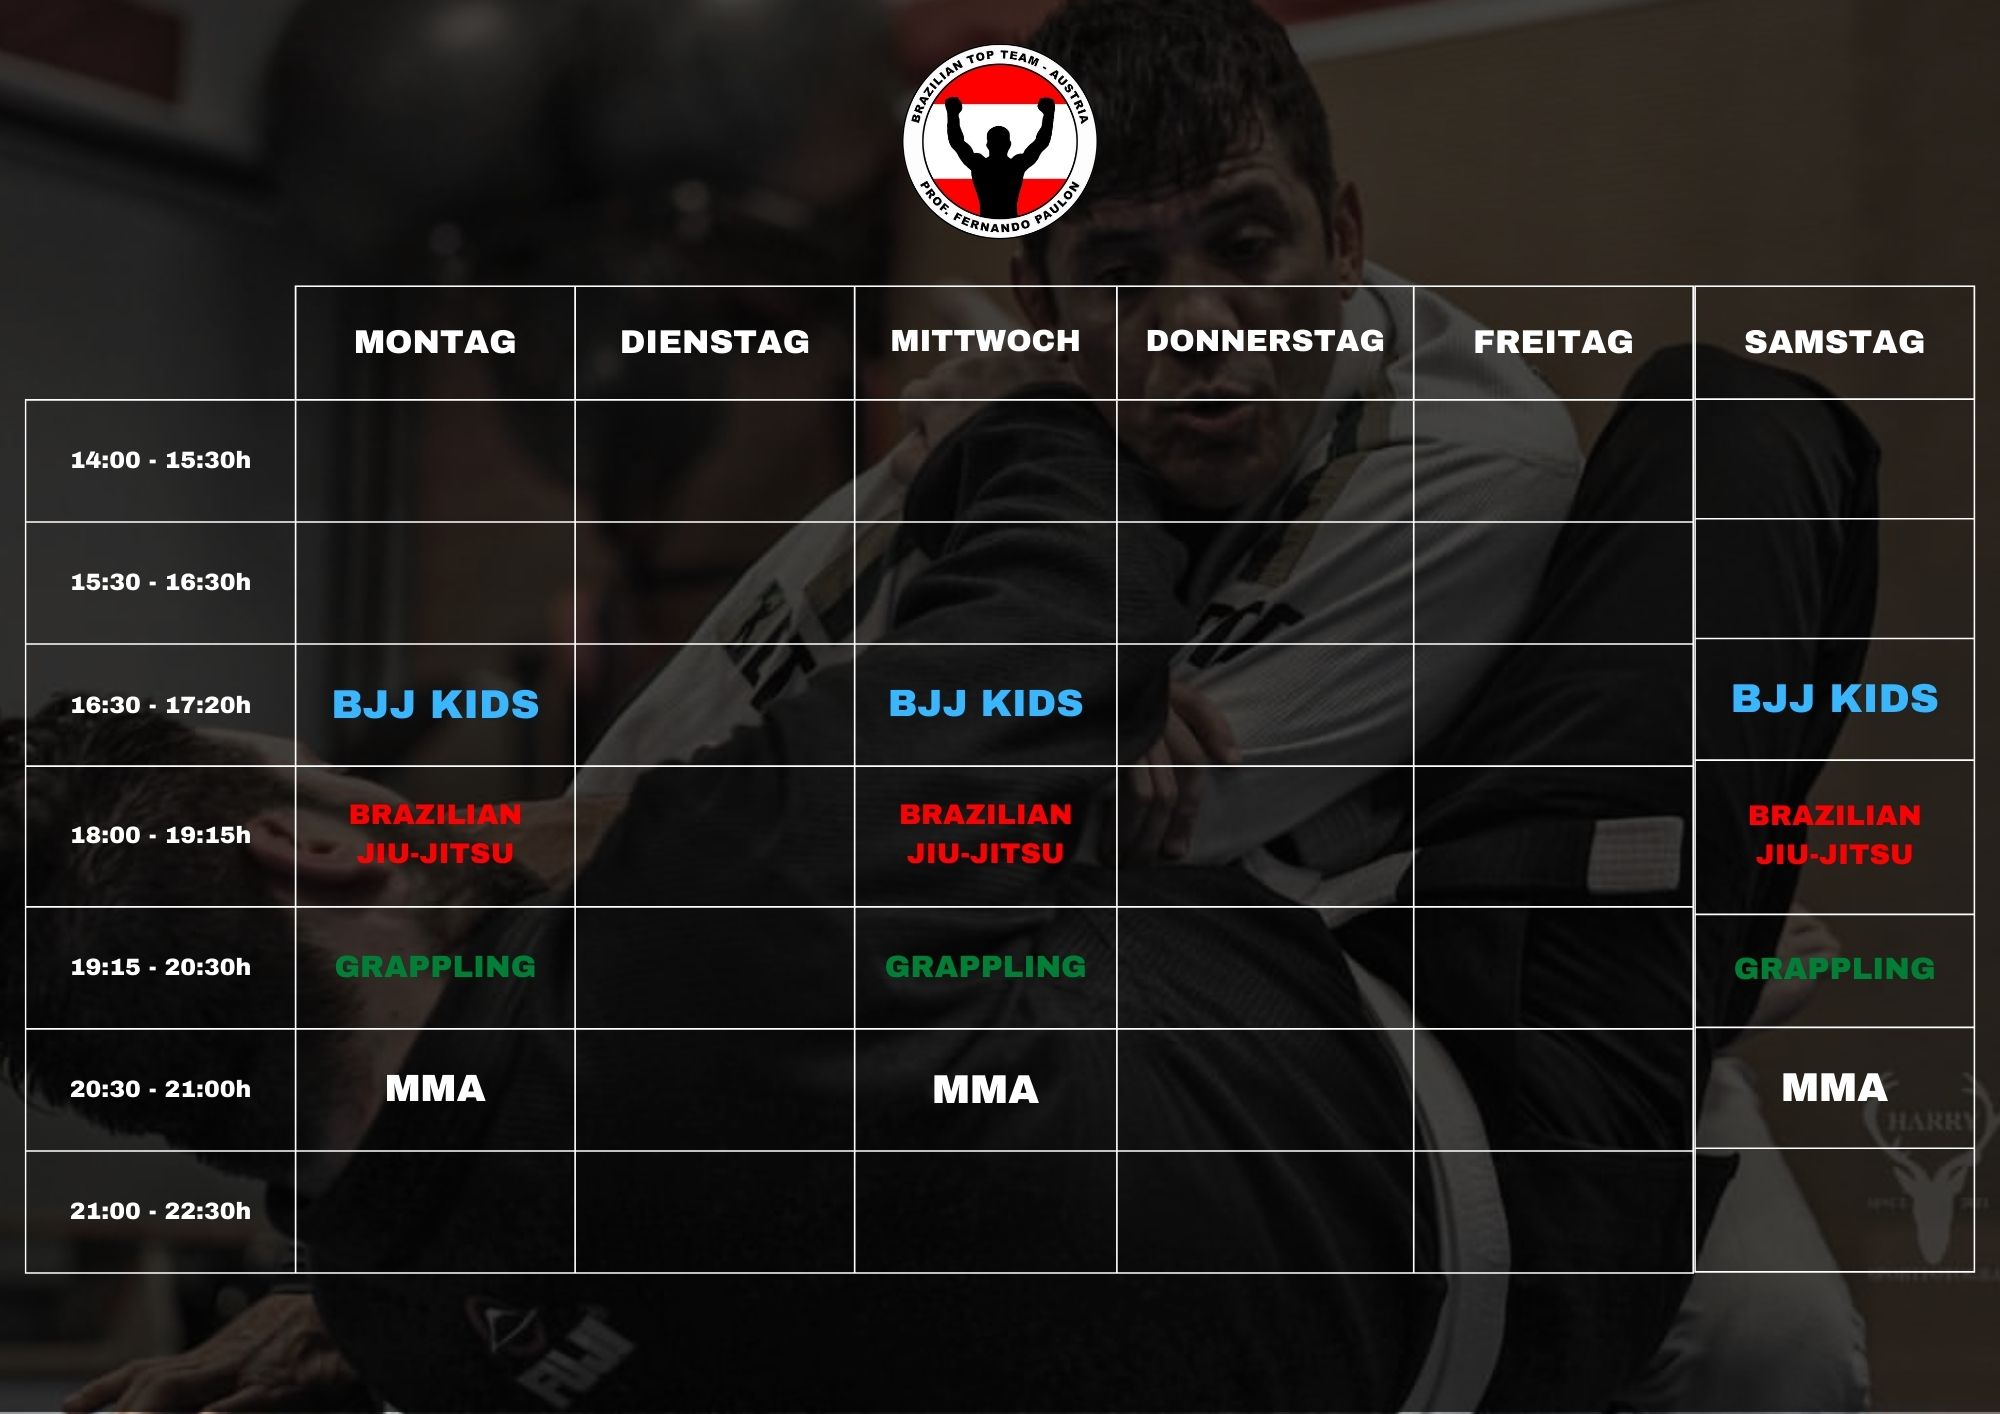 BRAZILIAN TOP TEAM - AUSTRIA
PROF. FERNANDO PAULON
MONTAG DIENSTAG MITTWOCH DONNERSTAG FREITAG SAMSTAG
14:00 - 15:30h
15:30 - 16:30h
16:30 - 17:20h BJJ KIDS BJJ KIDS BJJ KIDS
18:00 - 19:15h BRAZILIAN BRAZILIAN BRAZILIAN
JIU-JITSU JIU-JITSU JIU-JITSU
19:15 - 20:30h GRAPPLING GRAPPLING GRAPPLING
20:30 - 21:00h MMA MMA MMA
HARRY
21:00 - 22:30h
FUJI